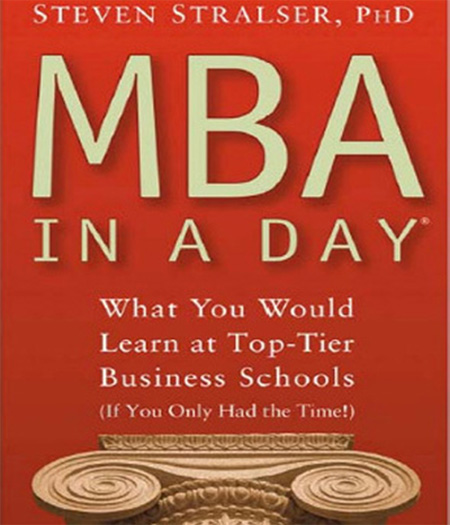 STEVEN STRALSER, PHD
MBA
IN A DAY®
What You Would
Learn at Top-Tier
Business Schools
(If You Only Had the Time!)